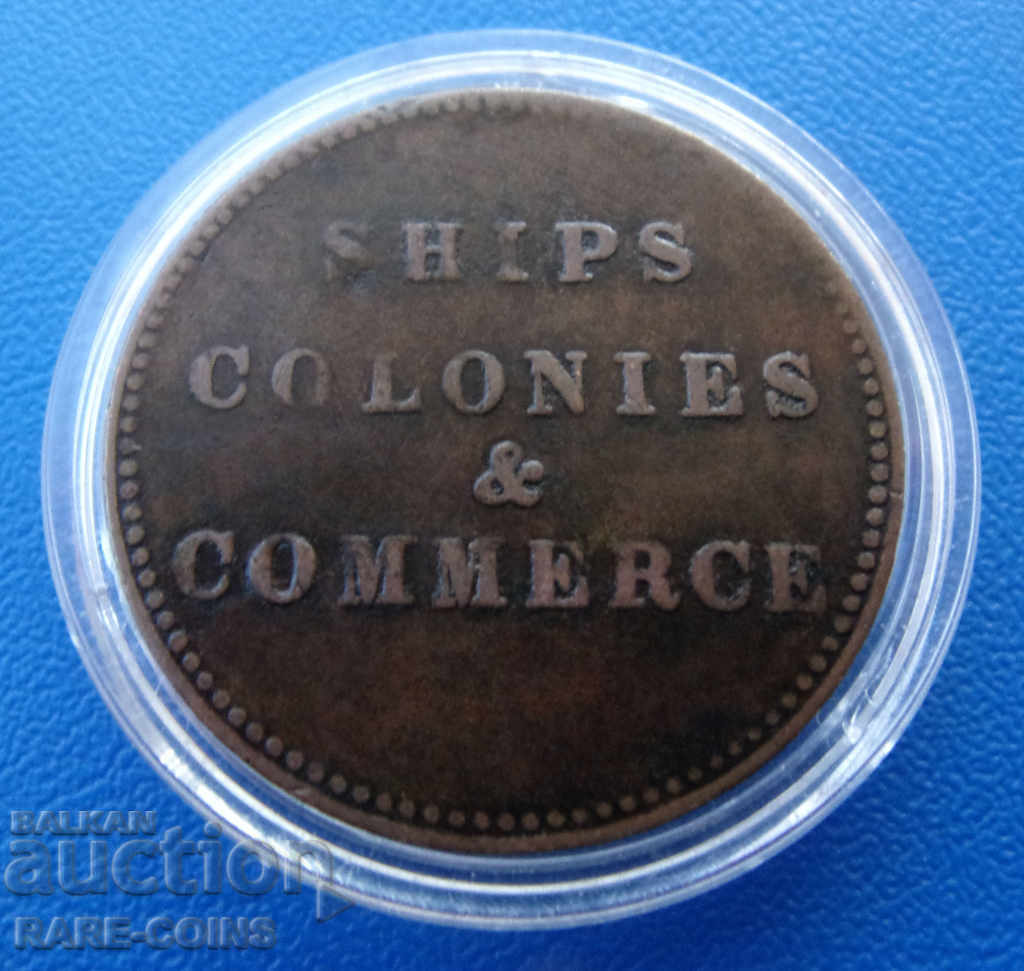 SHIPS
COLONIES
&
COMMERCE
BALKAN
auction
RARE-COINS